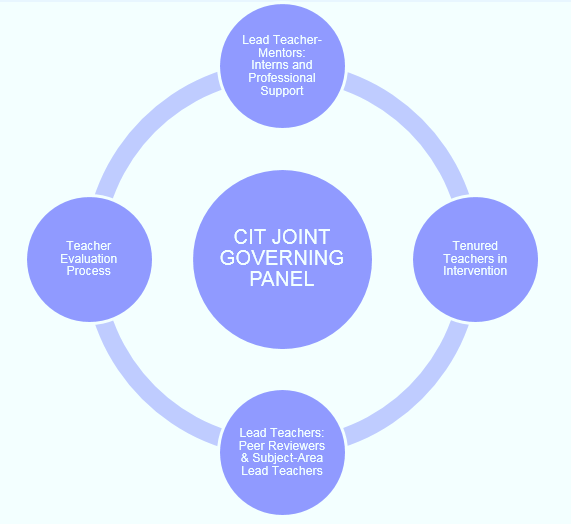 Lead Teacher-
Mentors:
Interns and
Professional
Support
Teacher
Evaluation
Process
CIT JOINT
GOVERNING
PANEL
Tenured
Teachers in
Intervention
Lead Teachers:
Peer Reviewers
& Subject-Area
Lead Teachers